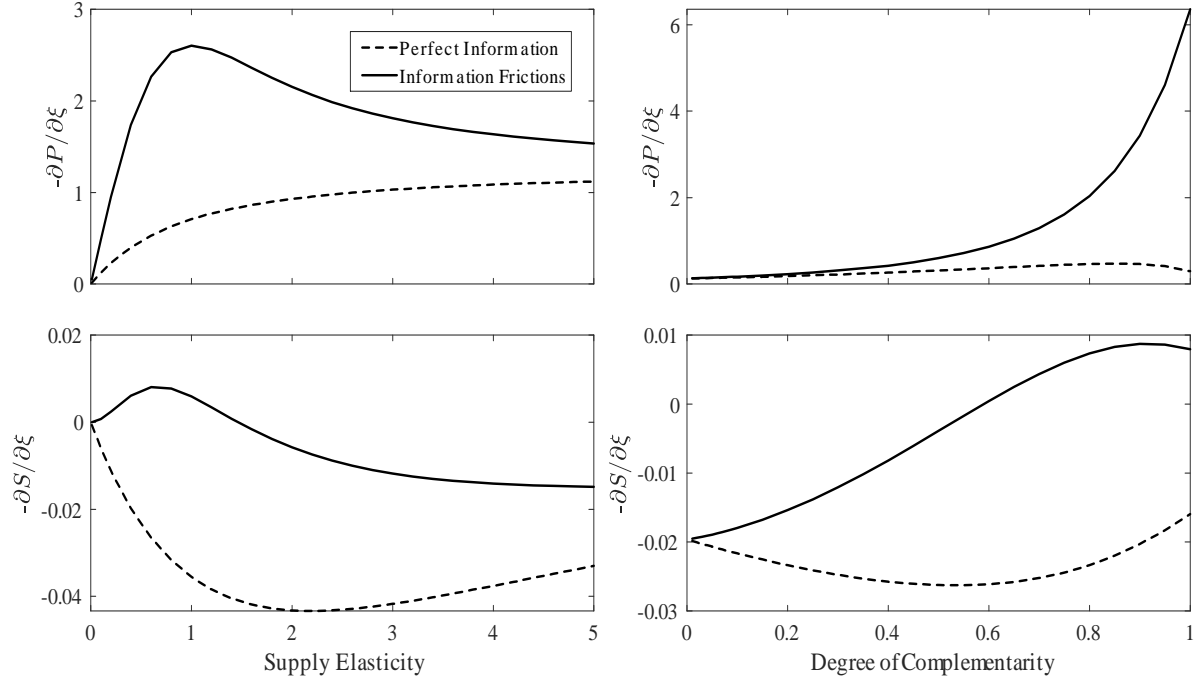 3
2
1
0
-∂P/∂ξ
Perfect Information
Information Frictions
6
4
2
0
-∂P/∂ξ
0.02
0
-0.02
-0.04
-∂S/∂ξ
0 1 2 3 4 5
Supply Elasticity
0.01
0
-0.01
-0.02
-0.03
-∂S/∂ξ
0 0.2 0.4 0.6 0.8 1
Degree of Complementarity